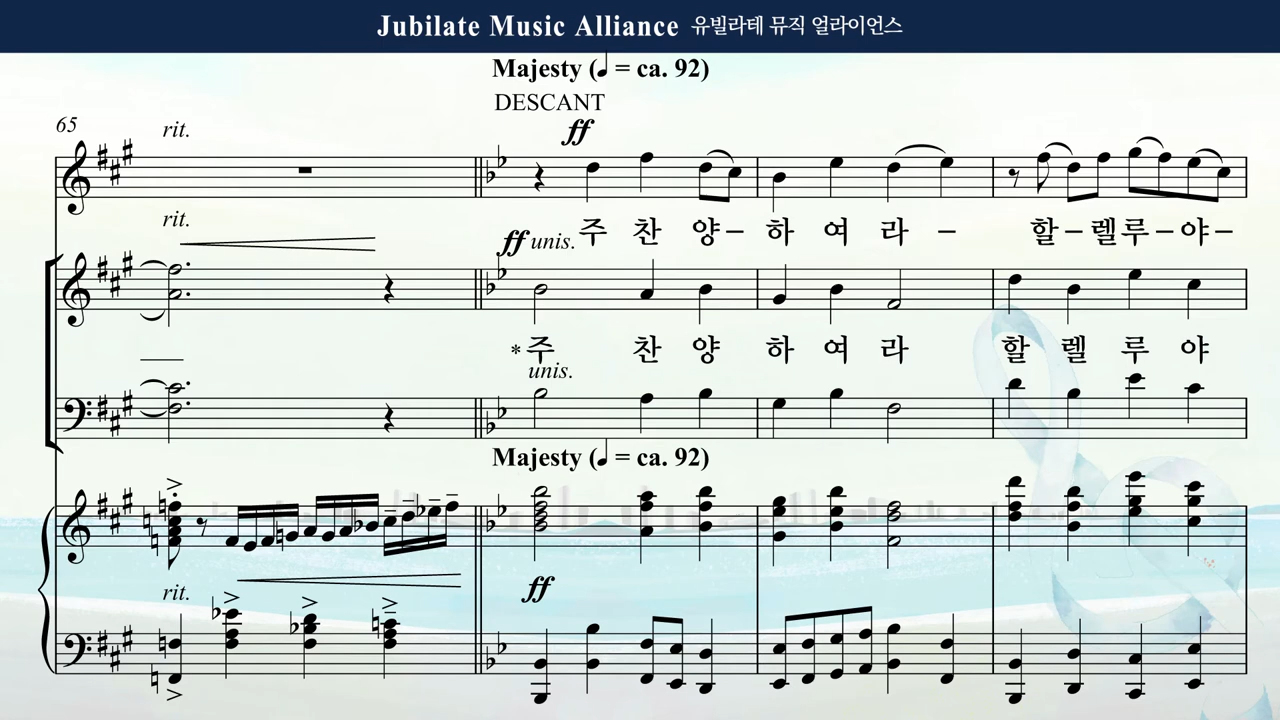 Jubilate Music Alliance 유빌라테 뮤직 얼라이언스
Majesty (♩ = ca. 92)
DESCANT
65
rit.
ff
rit.
주 찬 양 – 하 여 라 – 할 – 렐 루 – 야 –
ff unis.
* 주 찬 양 하 여 라 할 렐 루 야
unis.
Majesty (♩ = ca. 92)
rit.
ff